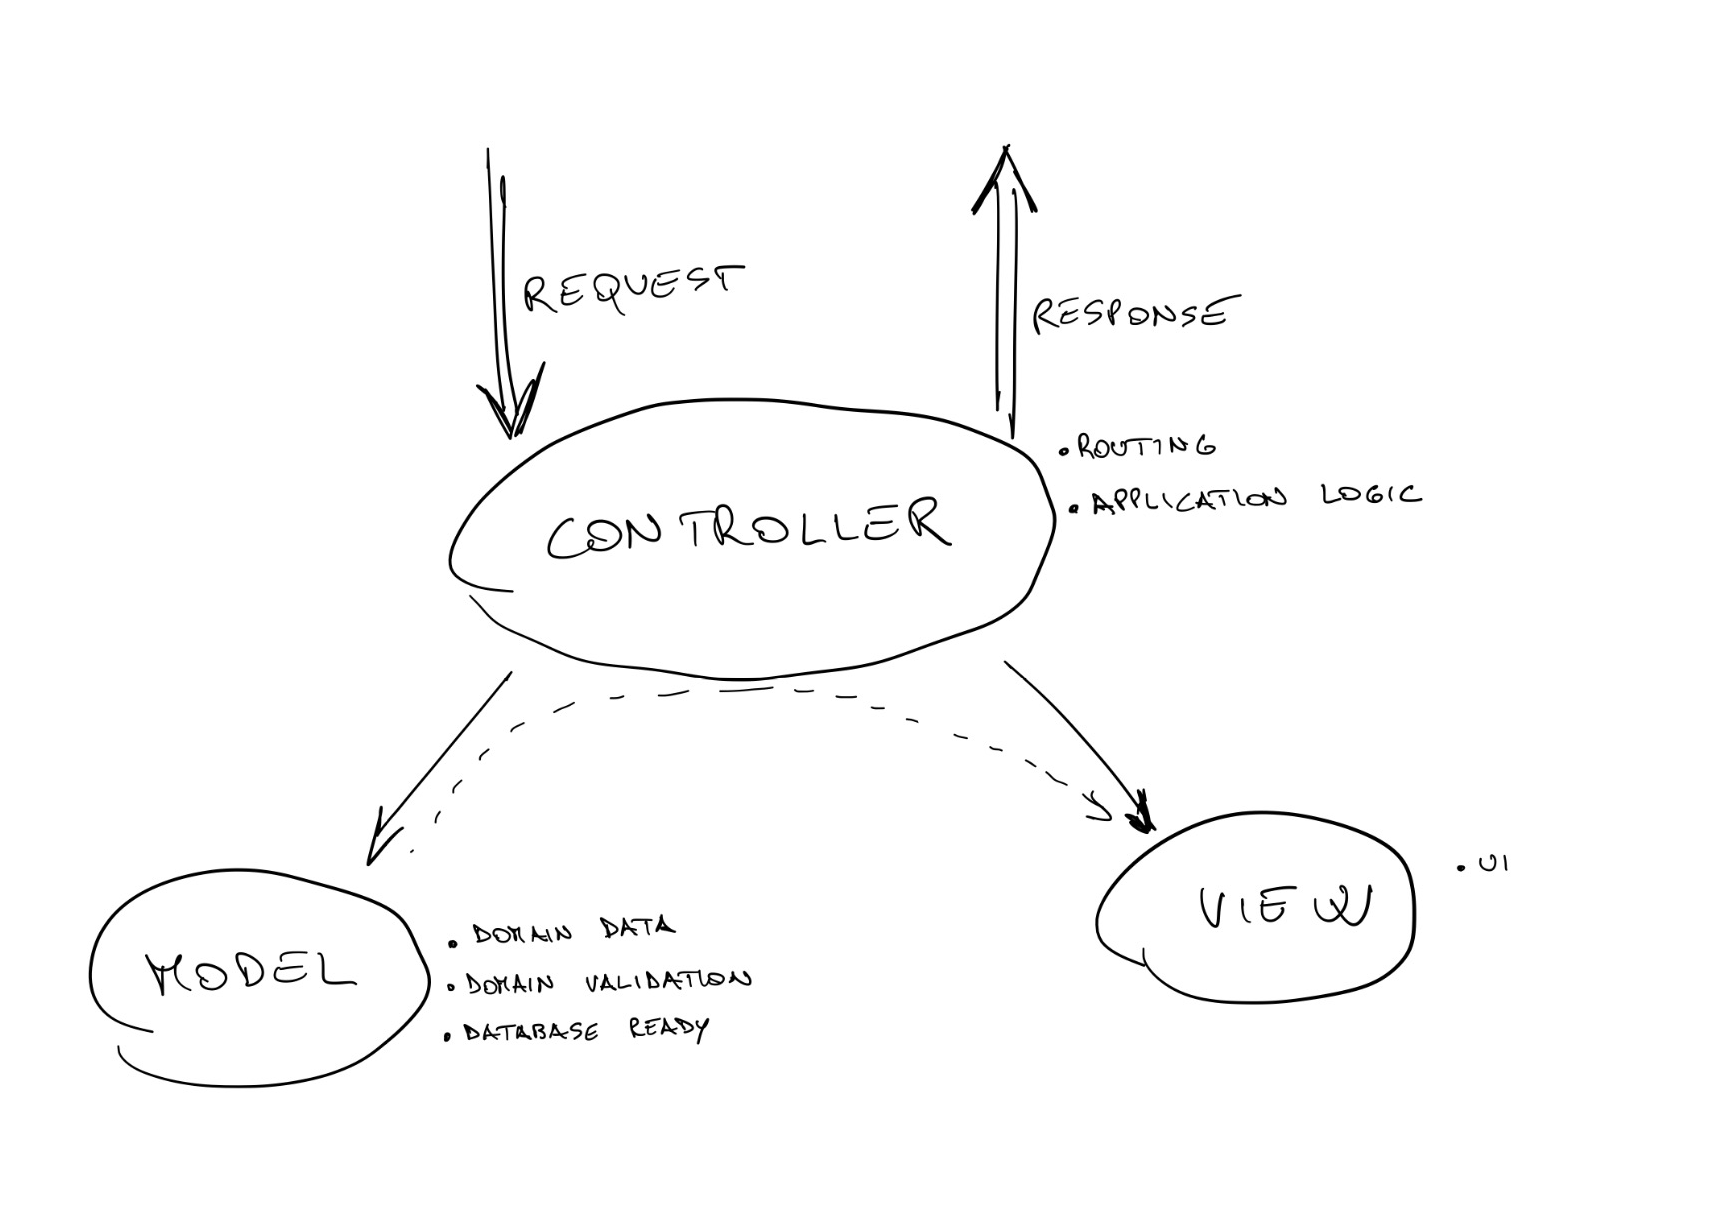 REQUEST
RESPONSE
• ROUTING
• APPLICATION LOGIC
CONTROLLER
• UI
VIEW
MODEL
• DOMAIN DATA
• DOMAIN VALIDATION
• DATABASE READY